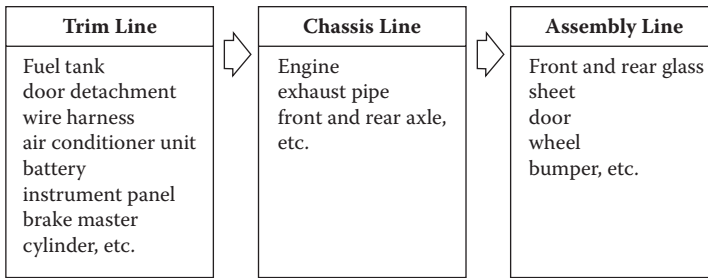 Trim Line
Fuel tank
door detachment
wire harness
air conditioner unit
battery
instrument panel
brake master
cylinder, etc.
Chassis Line
Engine
exhaust pipe
front and rear axle,
etc.
Assembly Line
Front and rear glass
sheet
door
wheel
bumper, etc.